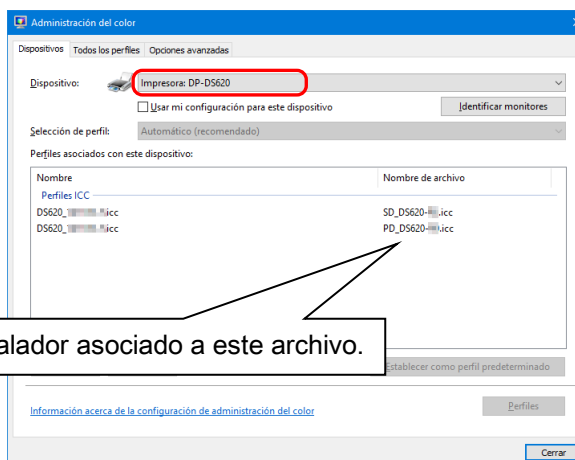 Administración del color
Dispositivos Todos los perfiles Opciones avanzadas
Dispositivo: Impresora: DP-DS620
Usar mi configuración para este dispositivo Identificar monitores
Selección de perfil: Automático (recomendado)
Perfiles asociados con este dispositivo:
Nombre Nombre de archivo
Perfiles ICC
DS620_ .icc SD_DS620- .icc
DS620_ .icc PD_DS620- .icc
alador asociado a este archivo.
Establecer como perfil predeterminado
Información acerca de la configuración de administración del color Perfiles
Cerrar